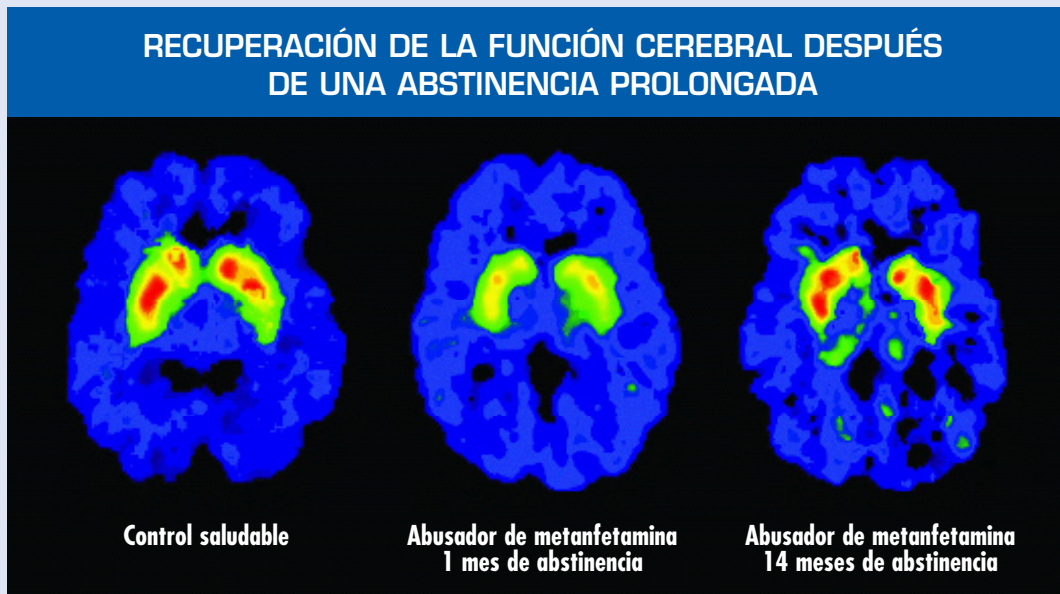 RECUPERACIÓN DE LA FUNCIÓN CEREBRAL DESPUÉS
DE UNA ABSTINENCIA PROLONGADA
Control saludable
Abusador de metanfetamina
1 mes de abstinencia
Abusador de metanfetamina
14 meses de abstinencia